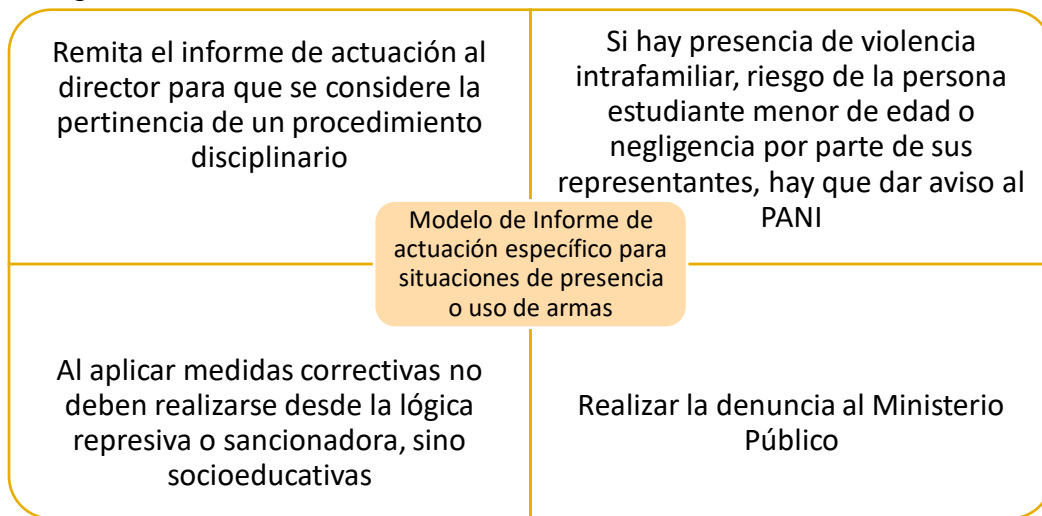 Remita el informe de actuación al
director para que se considere la
pertinencia de un procedimiento
disciplinario
Si hay presencia de violencia
intrafamiliar, riesgo de la persona
estudiante menor de edad o
negligencia por parte de sus
representantes, hay que dar aviso al
PANI
Modelo de Informe de
actuación específico para
situaciones de presencia
o uso de armas
Al aplicar medidas correctivas no
deben realizarse desde la lógica
represiva o sancionadora, sino
socioeducativas
Realizar la denuncia al Ministerio
Público